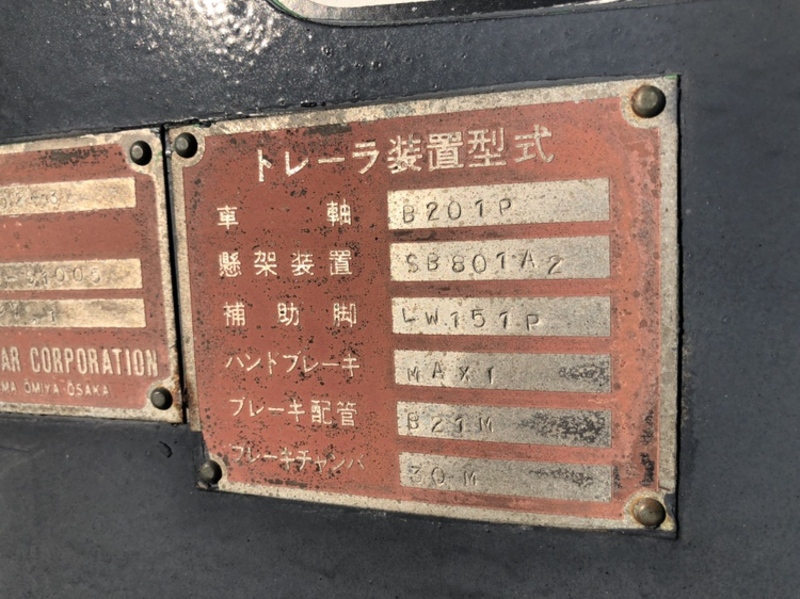 トレーラ装置型式
車軸 B201P
懸架装置 SB801A2
補助脚 LW151P
ハンドブレーキ MAX1
ブレーキ配管 B21M
ブレーキチャンバ 30M
AR CORPORATION
MA OMIYA OSAKA